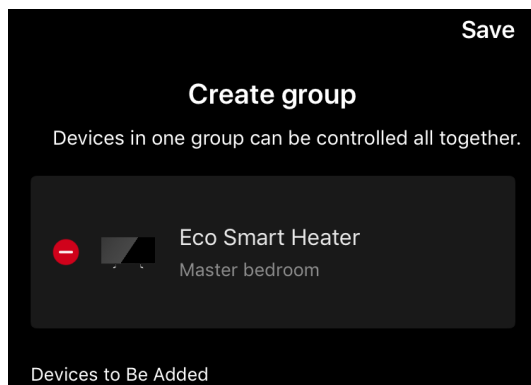 Save
Create group
Devices in one group can be controlled all together.
Eco Smart Heater
Master bedroom
Devices to Be Added